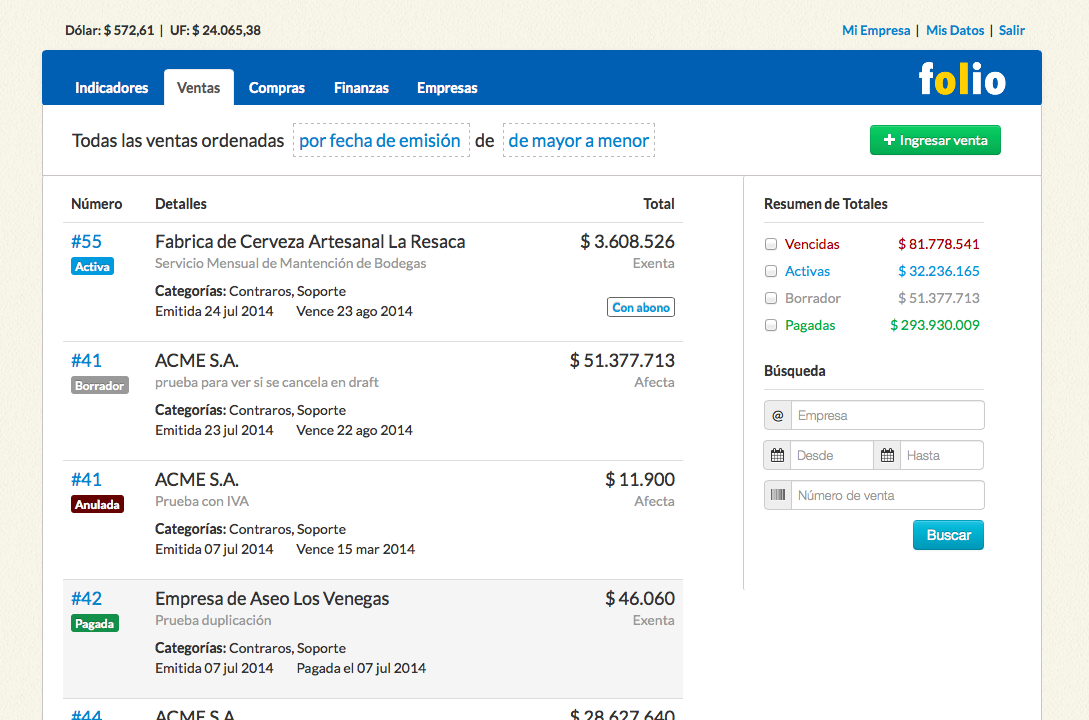 Dólar: $ 572,61 | UF: $ 24.065,38
Mi Empresa | Mis Datos | Salir
Indicadores Ventas Compras Finanzas Empresas
folio
Todas las ventas ordenadas por fecha de emisión de de mayor a menor
+ Ingresar venta
Número Detalles Total
#55 Fabrica de Cerveza Artesanal La Resaca $ 3.608.526
Activa Servicio Mensual de Mantención de Bodegas Exenta
Categorías: Contraros, Soporte
Emitida 24 jul 2014 Vence 23 ago 2014 Con abono
#41 ACME S.A. $ 51.377.713
Borrador prueba para ver si se cancela en draft Afecta
Categorías: Contraros, Soporte
Emitida 23 jul 2014 Vence 22 ago 2014
#41 ACME S.A. $ 11.900
Anulada Prueba con IVA Afecta
Categorías: Contraros, Soporte
Emitida 07 jul 2014 Vence 15 mar 2014
#42 Empresa de Aseo Los Venegas $ 46.060
Pagada Prueba duplicación Exenta
Categorías: Contraros, Soporte
Emitida 07 jul 2014 Pagada el 07 jul 2014
#44 ACME S.A. $ 28.627.640
Resumen de Totales
Vencidas $ 81.778.541
Activas $ 32.236.165
Borrador $ 51.377.713
Pagadas $ 293.930.009
Búsqueda
@ Empresa
Desde Hasta
Número de venta
Buscar